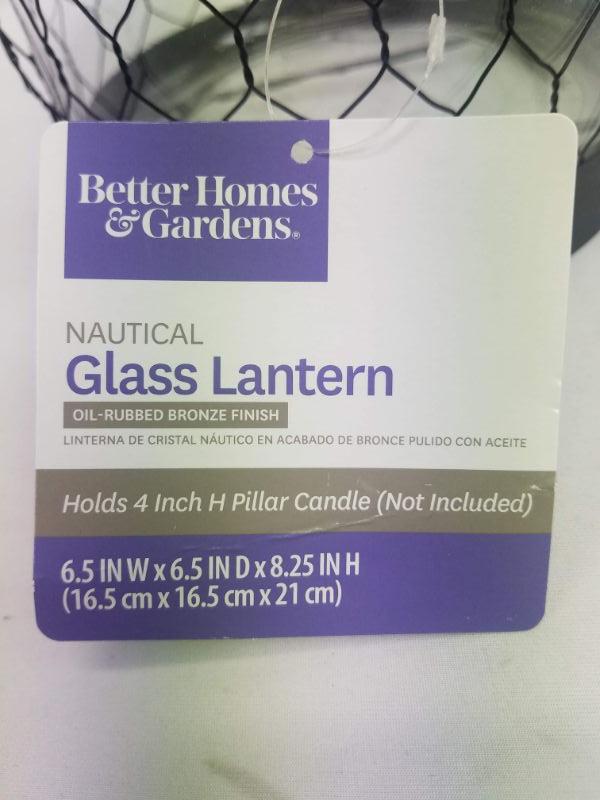 Better Homes
& Gardens®
NAUTICAL
Glass Lantern
OIL-RUBBED BRONZE FINISH
LINTERNA DE CRISTAL NÁUTICO EN ACABADO DE BRONCE PULIDO CON ACEITE
Holds 4 Inch H Pillar Candle (Not Included)
6.5 IN W x 6.5 IN D x 8.25 IN H
(16.5 cm x 16.5 cm x 21 cm)